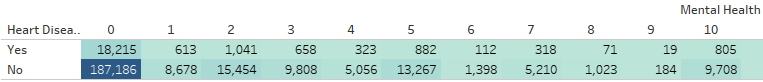 Mental Health
Heart Disea.. 0 1 2 3 4 5 6 7 8 9 10
Yes 18,215 613 1,041 658 323 882 112 318 71 19 805
No 187,186 8,678 15,454 9,808 5,056 13,267 1,398 5,210 1,023 184 9,708